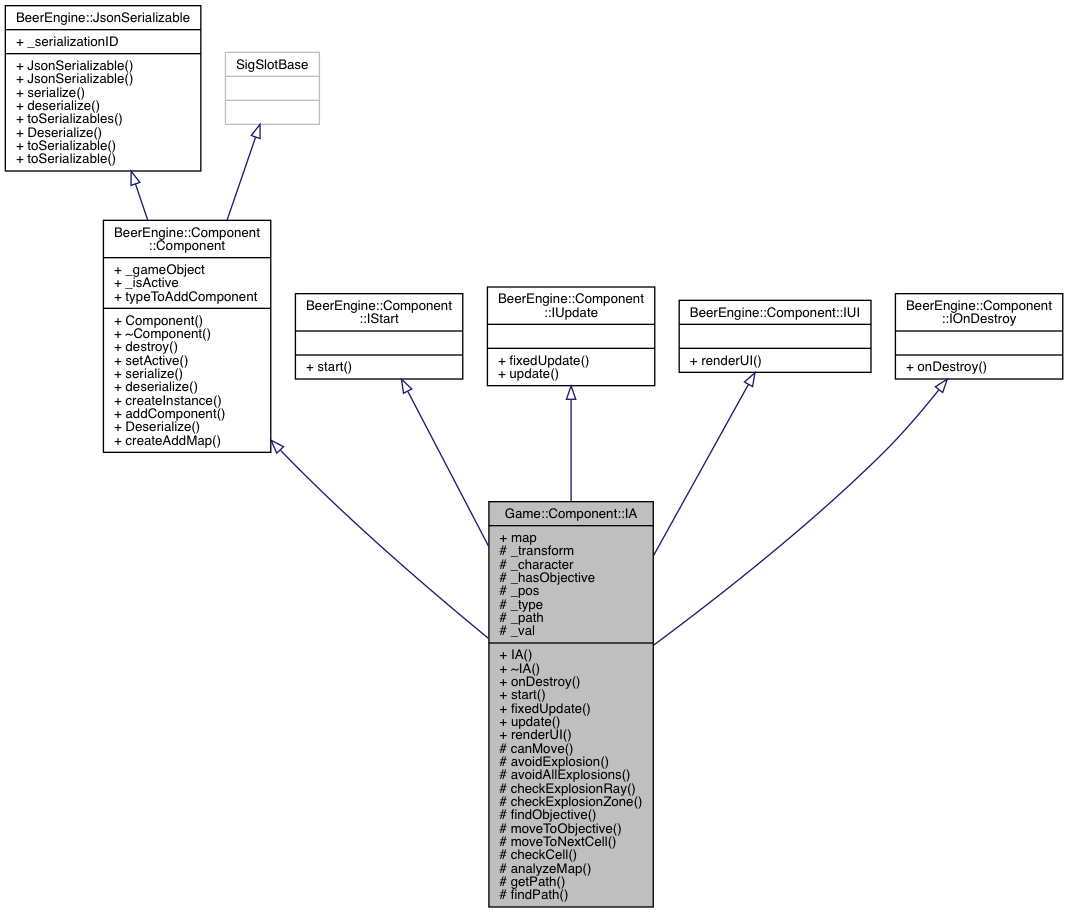 BeerEngine::JsonSerializable
+ _serializationID
+ JsonSerializable()
+ JsonSerializable()
+ serialize()
+ deserialize()
+ toSerializables()
+ Deserialize()
+ toSerializable()
+ toSerializable()
SigSlotBase
BeerEngine::Component
::Component
+ _gameObject
+ _isActive
+ typeToAddComponent
+ Component()
+ ~Component()
+ destroy()
+ setActive()
+ serialize()
+ deserialize()
+ createInstance()
+ addComponent()
+ Deserialize()
+ createAddMap()
BeerEngine::Component
::IStart
+ start()
BeerEngine::Component
::IUpdate
+ fixedUpdate()
+ update()
BeerEngine::Component::IUI
+ renderUI()
BeerEngine::Component
::IOnDestroy
+ onDestroy()
Game::Component::IA
+ map
# _transform
# _character
# _hasObjective
# _pos
# _type
# _path
# _val
+ IA()
+ ~IA()
+ onDestroy()
+ start()
+ fixedUpdate()
+ update()
+ renderUI()
# canMove()
# avoidExplosion()
# avoidAllExplosions()
# checkExplosionRay()
# checkExplosionZone()
# findObjective()
# moveToObjective()
# moveToNextCell()
# checkCell()
# analyzeMap()
# getPath()
# findPath()